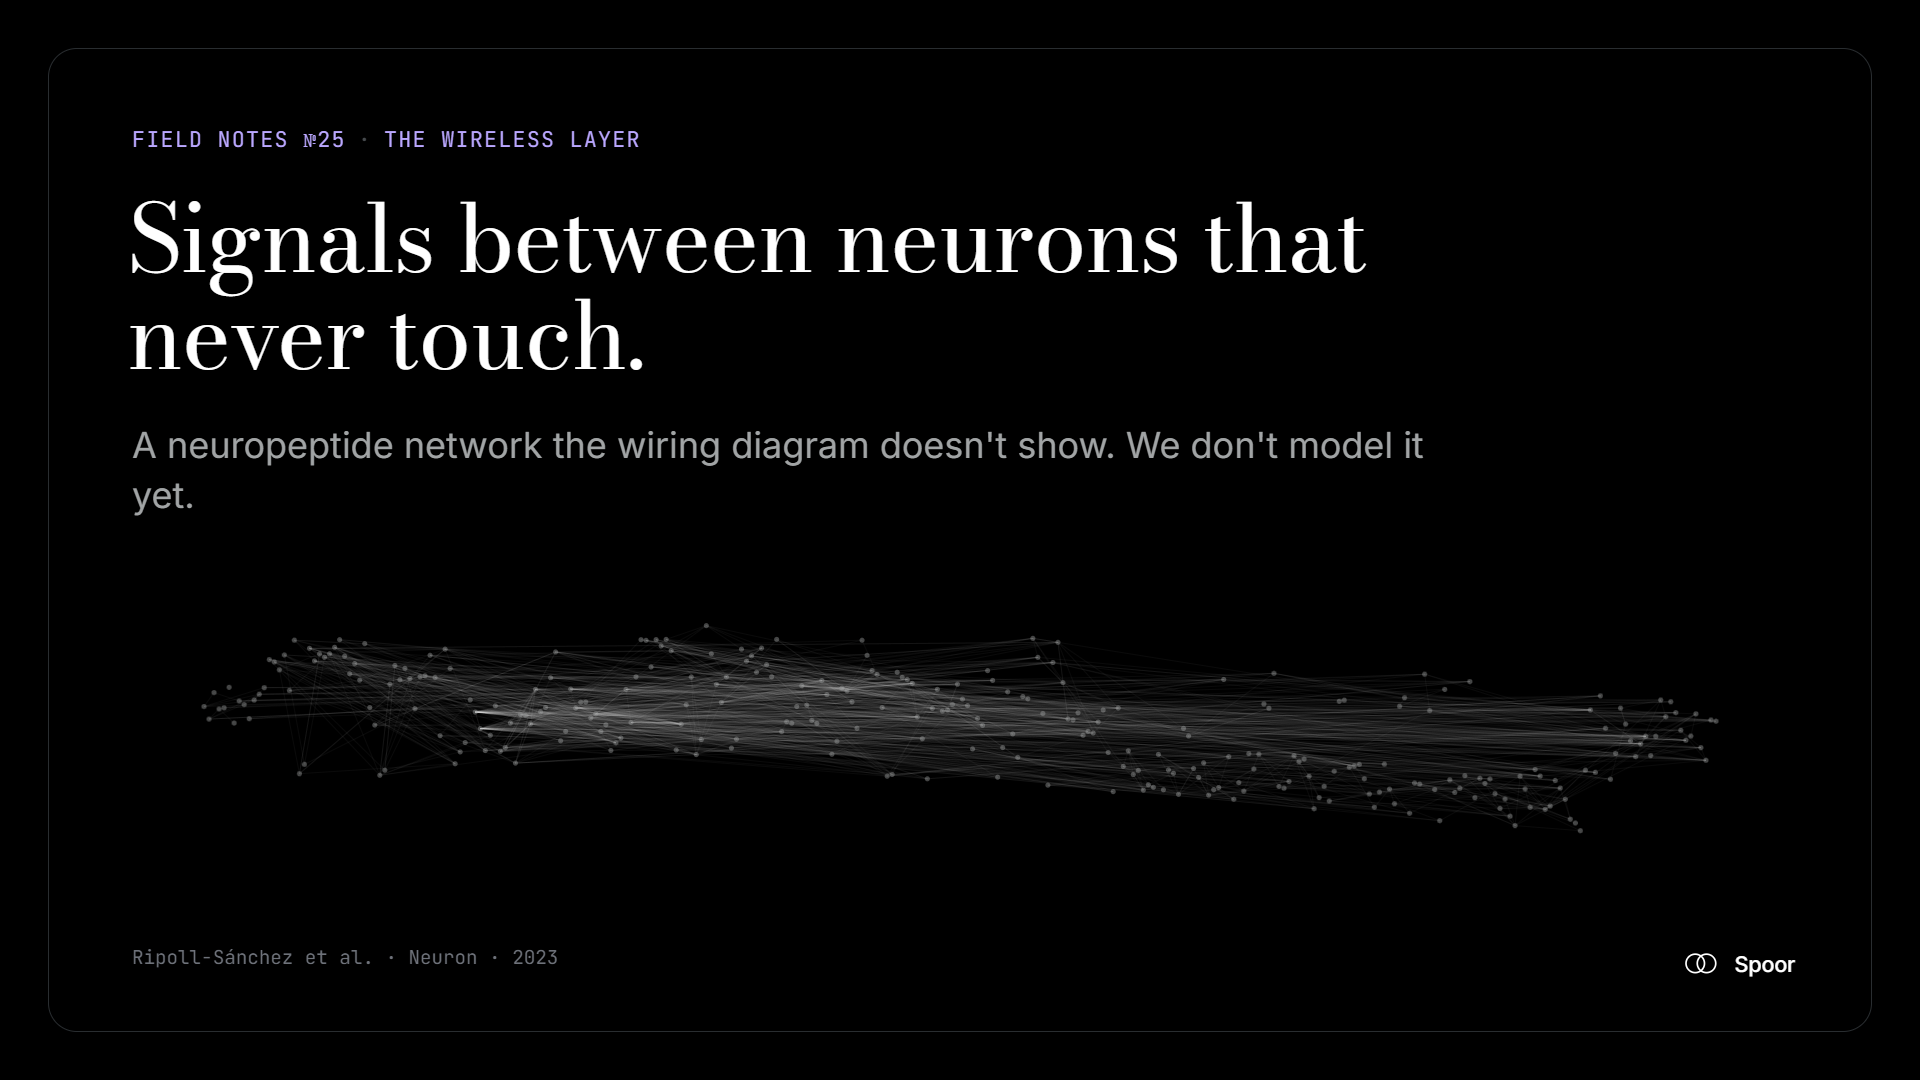 FIELD NOTES №25 · THE WIRELESS LAYER
Signals between neurons that
never touch.
A neuropeptide network the wiring diagram doesn't show. We don't model it
yet.
Ripoll-Sánchez et al. · Neuron · 2023
Spoor